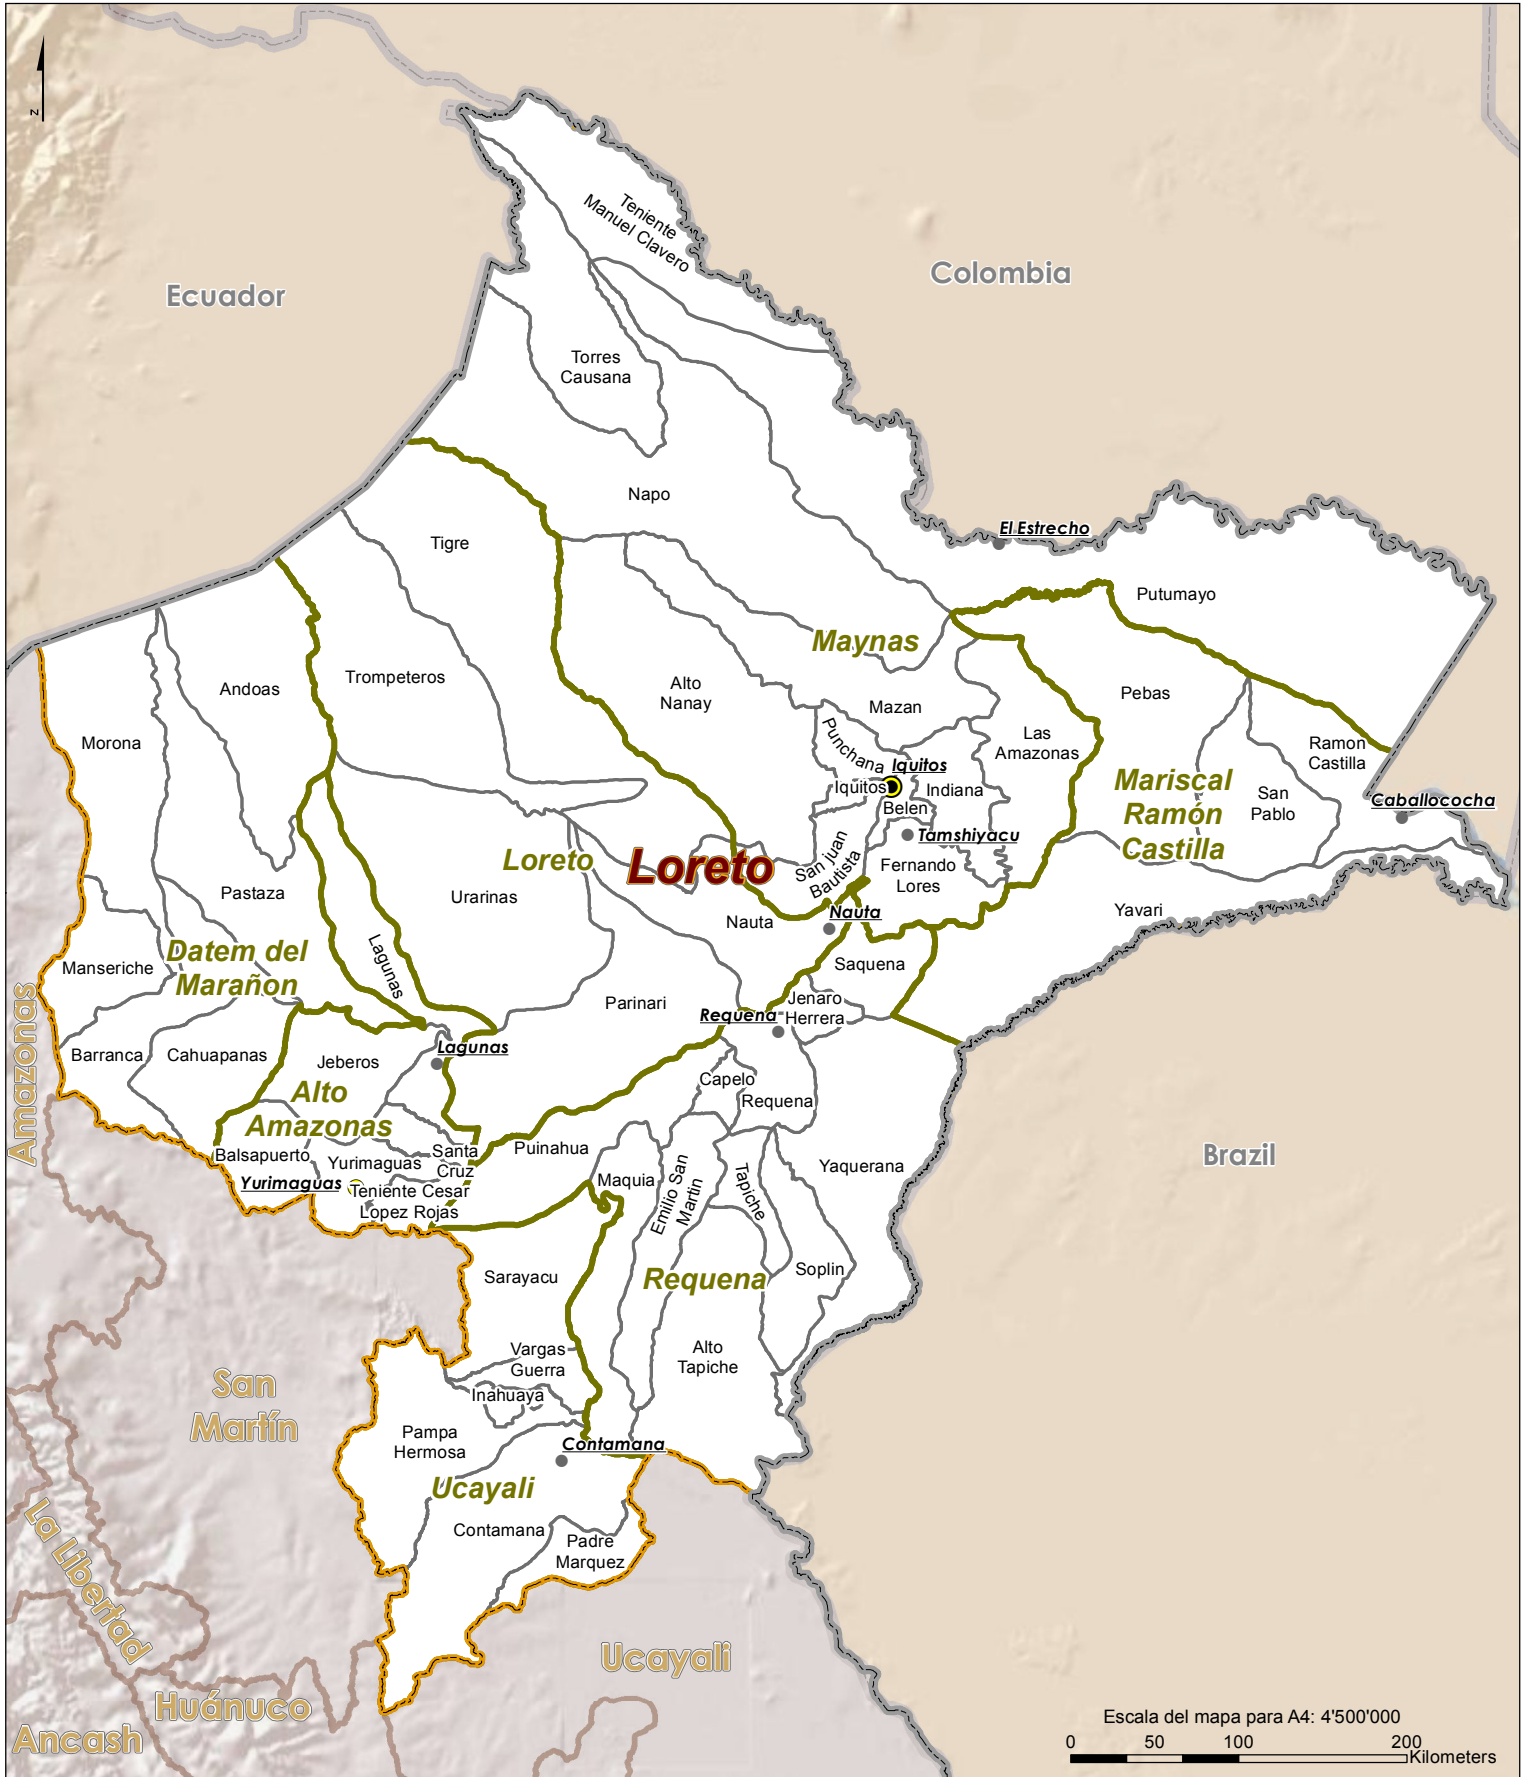 N
Teniente
Manuel Clavero
Ecuador
Colombia
Torres
Causana
Napo
El Estrecho
Tigre
Putumayo
Maynas
Trompeteros
Andoas
Alto
Nanay
Pebas
Mazan
Morona
Punchana
Las
Amazonas
Ramon
Castilla
Iquitos
Iquitos
Indiana
Mariscal
Ramón
Castilla
San
Pablo
Caballococha
Belen
Tamshiyacu
Loreto
Loreto
San juan
Bautista
Fernando
Lores
Pastaza
Urarinas
Nauta
Nauta
Yavari
Datem del
Marañon
Lagunas
Manseriche
Saquena
Parinari
Jenaro
Herrera
Requena
Amazonas
Barranca
Cahuapanas
Jeberos
Lagunas
Capelo
Requena
Alto
Amazonas
Balsapuerto
Yurimaguas
Santa
Cruz
Puinahua
Yaquerana
Brazil
Yurimaguas
Teniente Cesar
Lopez Rojas
Maquia
Emilio San
Martin
Tapiche
Sarayacu
Requena
Soplin
Vargas
Guerra
Alto
Tapiche
Inahuaya
San
Martín
Pampa
Hermosa
Contamana
Ucayali
Contamana
Padre
Marquez
La Libertad
Ucayali
Huánuco
Ancash
Escala del mapa para A4: 4'500'000
0 50 100 200
Kilometers